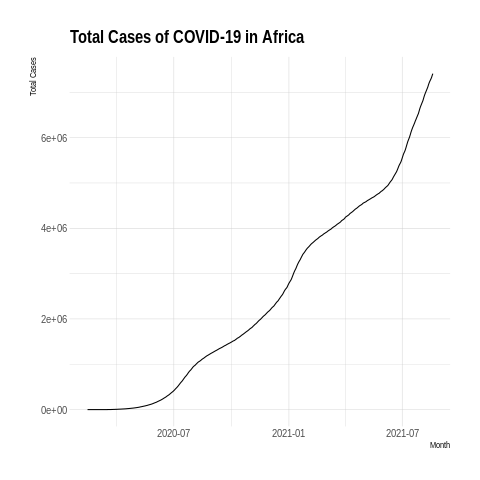 Total Cases of COVID-19 in Africa
Total Cases
6e+06
4e+06
2e+06
0e+00
2020-07 2021-01 2021-07
Month